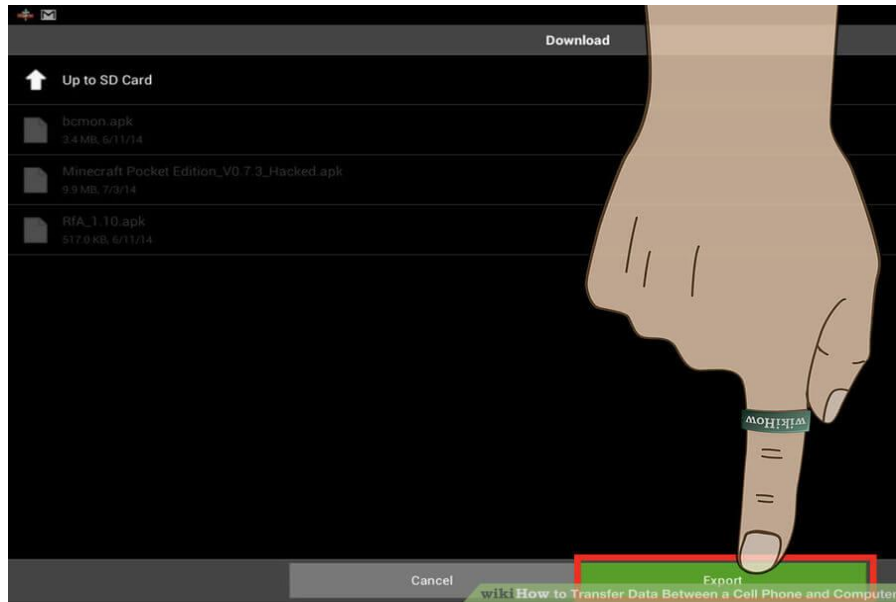 Download
Up to SD Card
bcmon.apk
3.4 MB, 6/11/14
Minecraft Pocket Edition_V0.7.3_Hacked.apk
9.9 MB, 7/3/14
RfA_1.10.apk
517.0 KB, 6/11/14
wikiHow
Cancel
Export
wikiHow to Transfer Data Between a Cell Phone and Computer